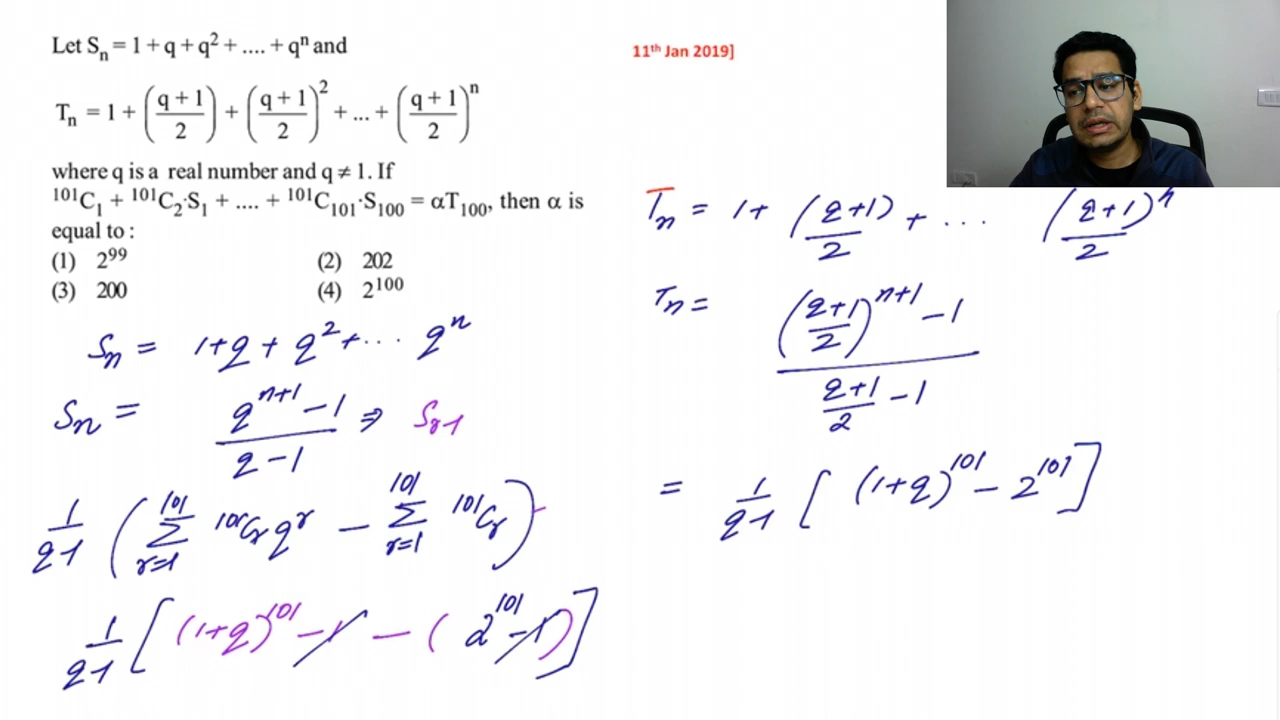 Let Sₙ = 1 + q + q² + .... + qⁿ and
Tₙ = 1 + ((q + 1)/2) + ((q + 1)/2)² + ... + ((q + 1)/2)ⁿ
where q is a real number and q ≠ 1. If
¹⁰¹C₁ + ¹⁰¹C₂·S₁ + .... + ¹⁰¹C₁₀₁·S₁₀₀ = αT₁₀₀, then α is
equal to :
(1) 2⁹⁹ (2) 202
(3) 200 (4) 2¹⁰⁰
Sₙ = 1+q + q² + ... qⁿ
Sₙ = (qⁿ⁺¹ - 1)/(q - 1) ⇒ Sᵣ₋₁
1/(q-1) ( Σ_{r=1}^{101} ¹⁰¹Cᵣ qʳ - Σ_{r=1}^{101} ¹⁰¹Cᵣ )
1/(q-1) [ (1+q)¹⁰¹ - 1 - ( 2¹⁰¹ - 1 ) ]
11th Jan 2019]
Tₙ = 1 + ((q+1)/2) + ... ((q+1)/2)ⁿ
Tₙ = (((q+1)/2)ⁿ⁺¹ - 1)/((q+1)/2 - 1)
= 1/(q-1) [ (1+q)¹⁰¹ - 2¹⁰¹ ]